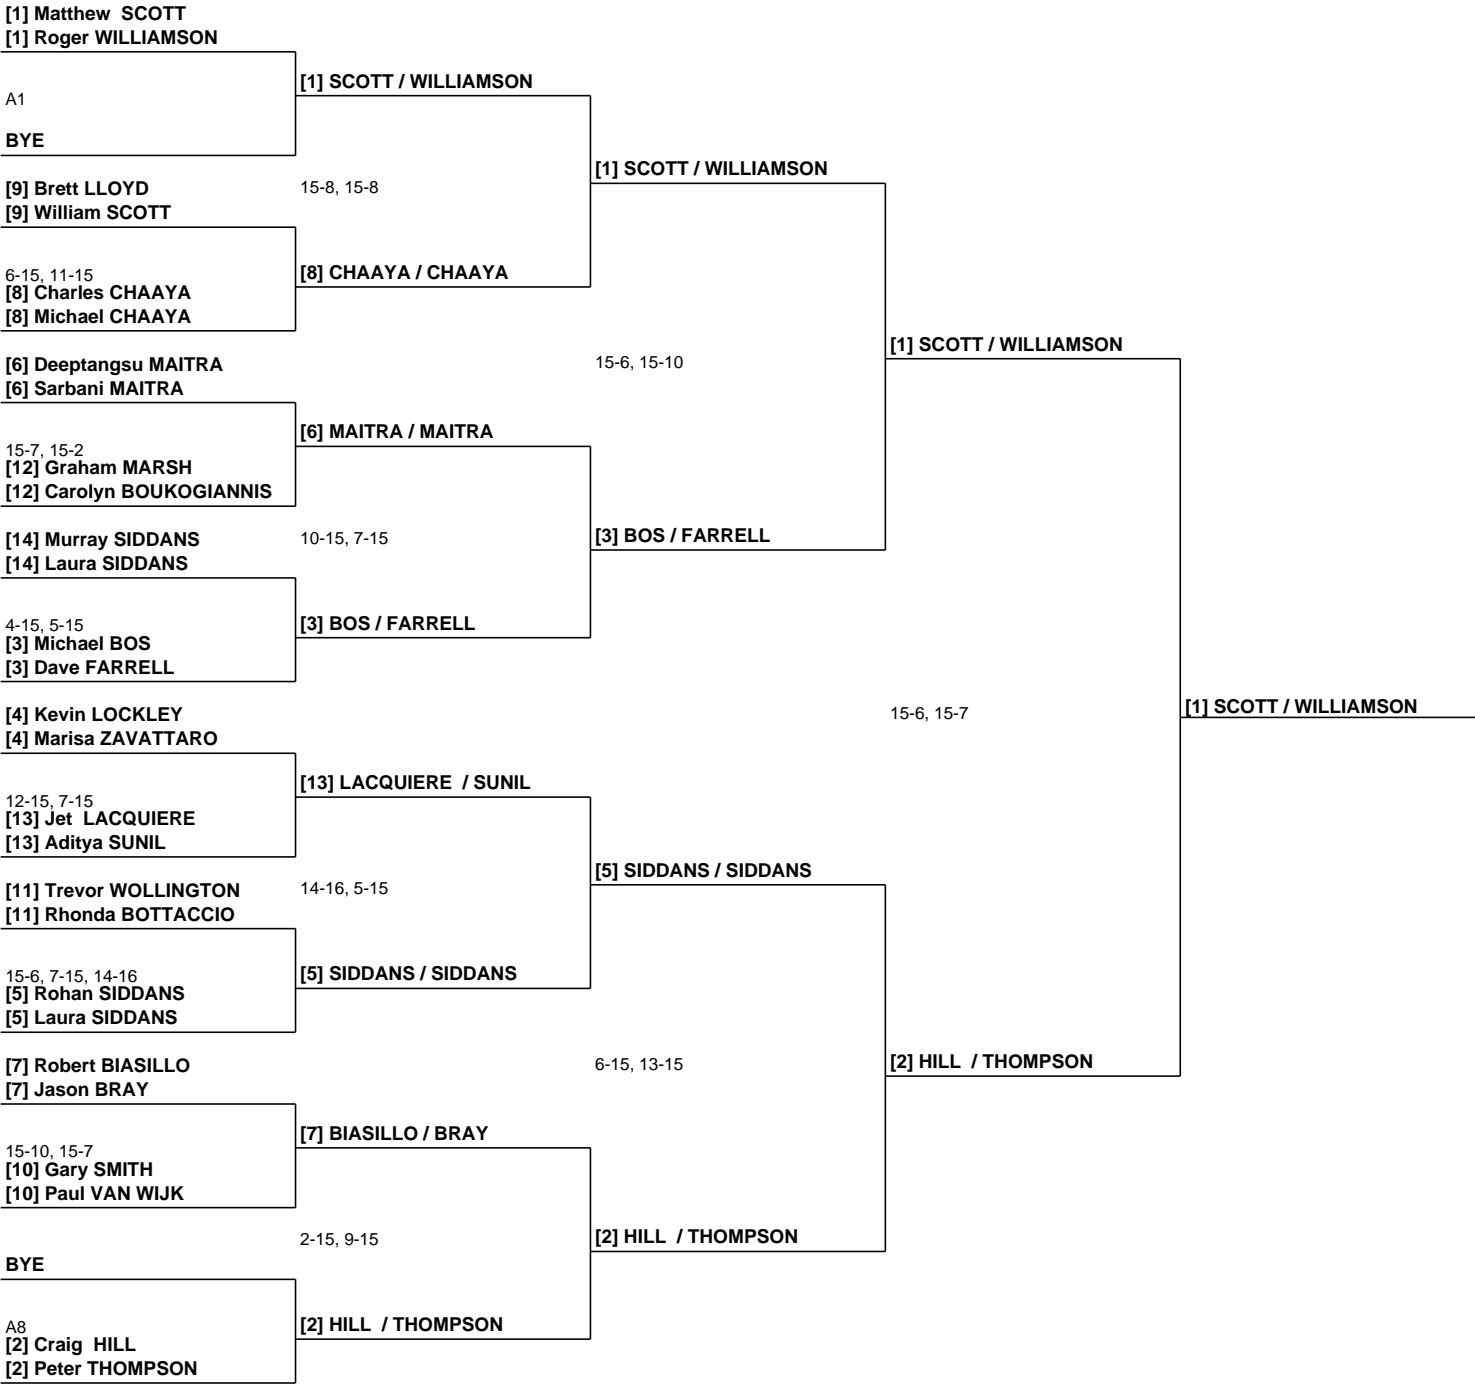 [1] Matthew  SCOTT
[1] Roger WILLIAMSON
A1
BYE
[9] Brett LLOYD
[9] William SCOTT
6-15, 11-15
[8] Charles CHAAYA
[8] Michael CHAAYA
[6] Deeptangsu MAITRA
[6] Sarbani MAITRA
15-7, 15-2
[12] Graham MARSH
[12] Carolyn BOUKOGIANNIS
[14] Murray SIDDANS
[14] Laura SIDDANS
4-15, 5-15
[3] Michael BOS
[3] Dave FARRELL
[4] Kevin LOCKLEY
[4] Marisa ZAVATTARO
12-15, 7-15
[13] Jet  LACQUIERE
[13] Aditya SUNIL
[11] Trevor WOLLINGTON
[11] Rhonda BOTTACCIO
15-6, 7-15, 14-16
[5] Rohan SIDDANS
[5] Laura SIDDANS
[7] Robert BIASILLO
[7] Jason BRAY
15-10, 15-7
[10] Gary SMITH
[10] Paul VAN WIJK
BYE
A8
[2] Craig  HILL
[2] Peter THOMPSON
[1] SCOTT / WILLIAMSON
15-8, 15-8
[8] CHAAYA / CHAAYA
[6] MAITRA / MAITRA
10-15, 7-15
[3] BOS / FARRELL
[13] LACQUIERE  / SUNIL
14-16, 5-15
[5] SIDDANS / SIDDANS
[7] BIASILLO / BRAY
2-15, 9-15
[2] HILL  / THOMPSON
[1] SCOTT / WILLIAMSON
15-6, 15-10
[3] BOS / FARRELL
[5] SIDDANS / SIDDANS
6-15, 13-15
[2] HILL  / THOMPSON
[1] SCOTT / WILLIAMSON
15-6, 15-7
[2] HILL  / THOMPSON
[1] SCOTT / WILLIAMSON